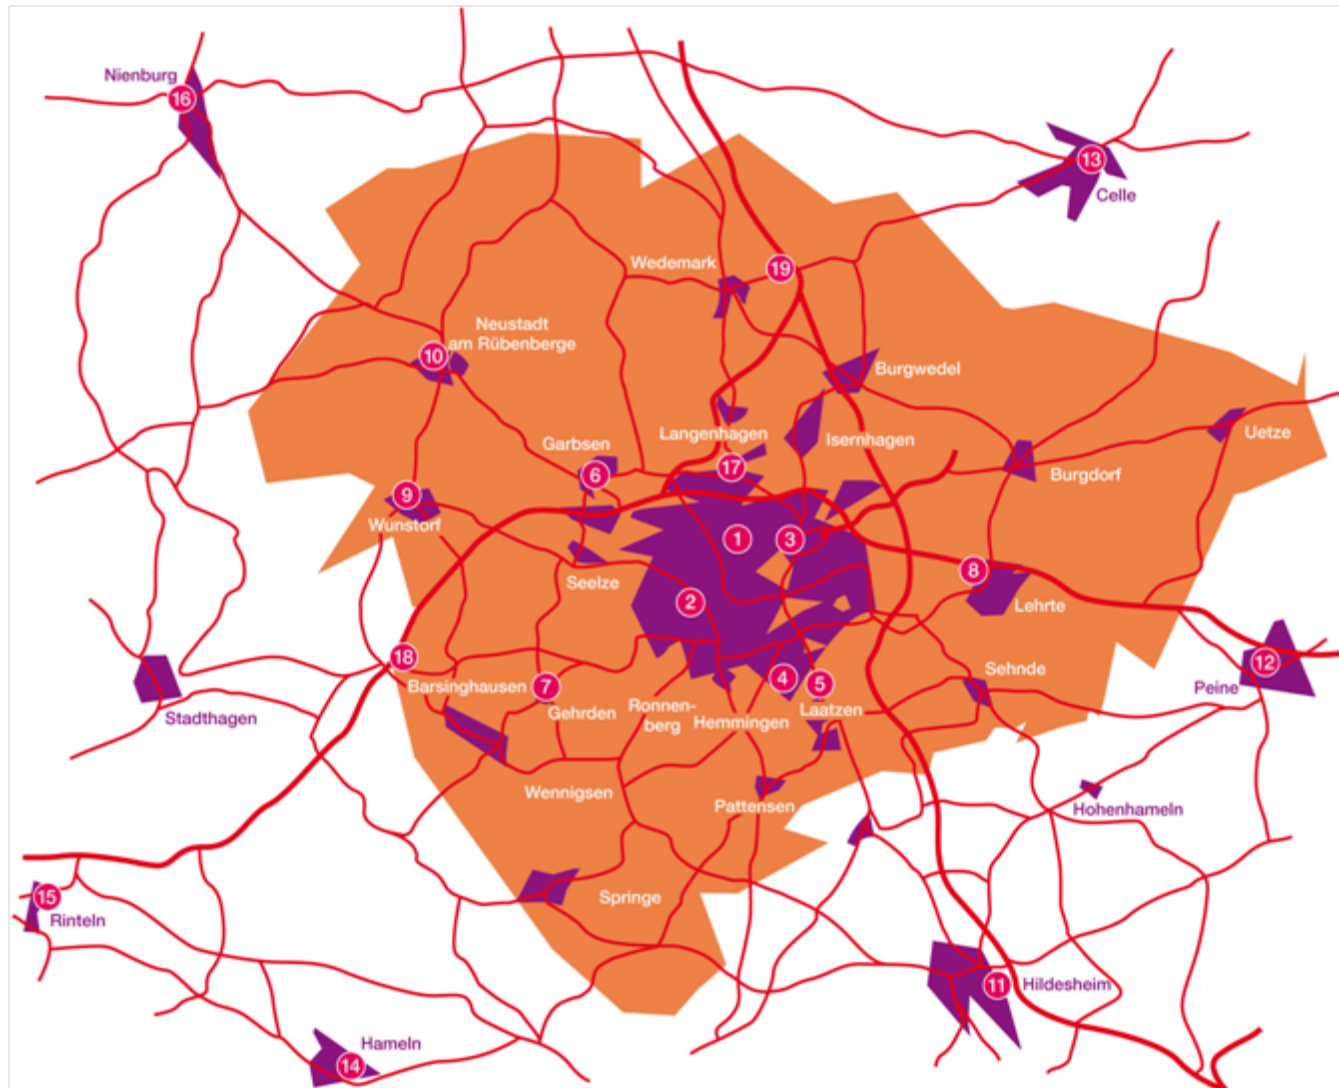 Nienburg
16
13
Celle
Wedemark
19
Neustadt
am Rübenberge
10
Burgwedel
Langenhagen
Isernhagen
Garbsen
Uetze
17
6
Burgdorf
9
Wunstorf
1
3
Seelze
8
2
Lehrte
18
Barsinghausen
7
Gehrden
Ronnen-
berg
4
5
Hemmingen
Laatzen
Sehnde
12
Peine
Stadthagen
Wennigsen
Pattensen
Hohenhameln
15
Rinteln
Springe
11
Hildesheim
Hameln
14